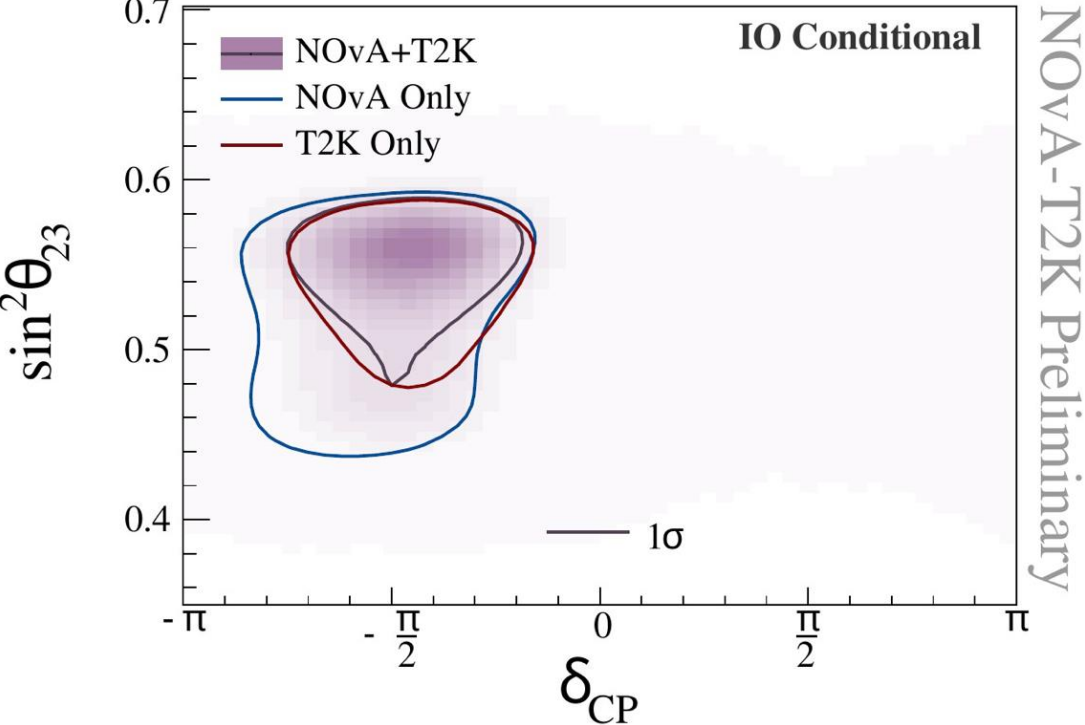 0.7
NOvA+T2K
NOvA Only
T2K Only
IO Conditional
NOvA-T2K Preliminary
0.6
0.5
0.4
sin²θ₂₃
1σ
-π
-π/2
0
π/2
π
δCP